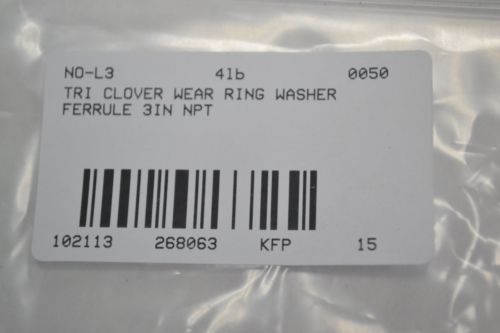 NO-L3 4lb 0050
TRI CLOVER WEAR RING WASHER
FERRULE 3IN NPT
102113 268063 KFP 15